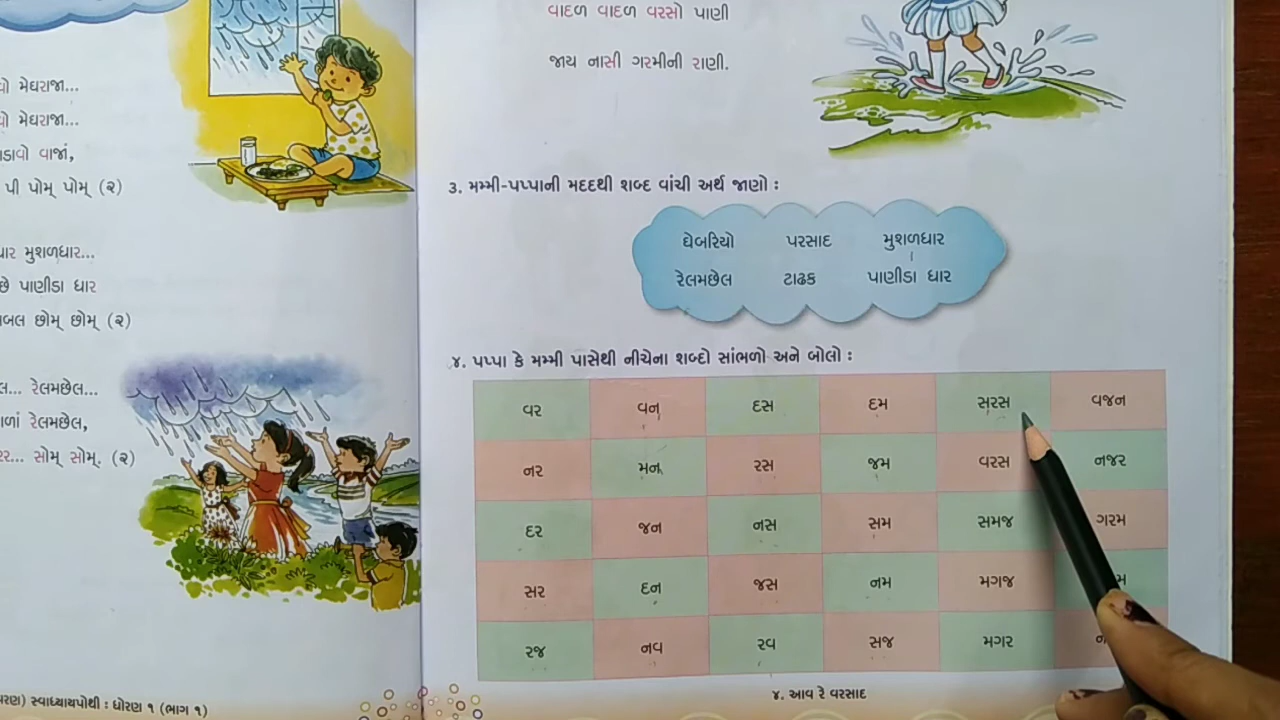 મેઘરાજા...
મેઘરાજા...
વાજાં,
પી પોમ્ પોમ્ (૨)
મુશળધાર...
છે પાણીડા ધાર
છોમ્ છોમ્ (૨)
રેલમછેલ...
રેલમછેલ,
સોમ્ સોમ્. (૨)
સ્વાધ્યાયપોથી : ધોરણ ૧ (ભાગ ૧)
વાદળ વાદળ વરસો પાણી
જાય નાસી ગરમીની રાણી.
૩. મમ્મી-પપ્પાની મદદથી શબ્દ વાંચી અર્થ જાણો :
ઘેબરિયો પરસાદ મુશળધાર
રેલમછેલ ટાઢક પાણીડા ધાર
૪. પપ્પા કે મમ્મી પાસેથી નીચેના શબ્દો સાંભળો અને બોલો :
વર વન દસ દમ સરસ વજન
નર મન રસ જમ વરસ નજર
દર જન નસ સમ સમજ ગરમ
સર દન જસ નમ મગજ
રજ નવ રવ સજ મગર
૪. આવ રે વરસાદ